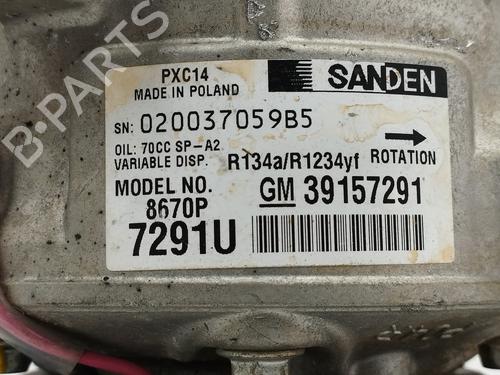 PXC14
MADE IN POLAND
SANDEN
SN: 020037059B5
OIL: 70CC SP-A2
VARIABLE DISP.
R134a/R1234yf
ROTATION
MODEL NO.
8670P
GM 39157291
7291U